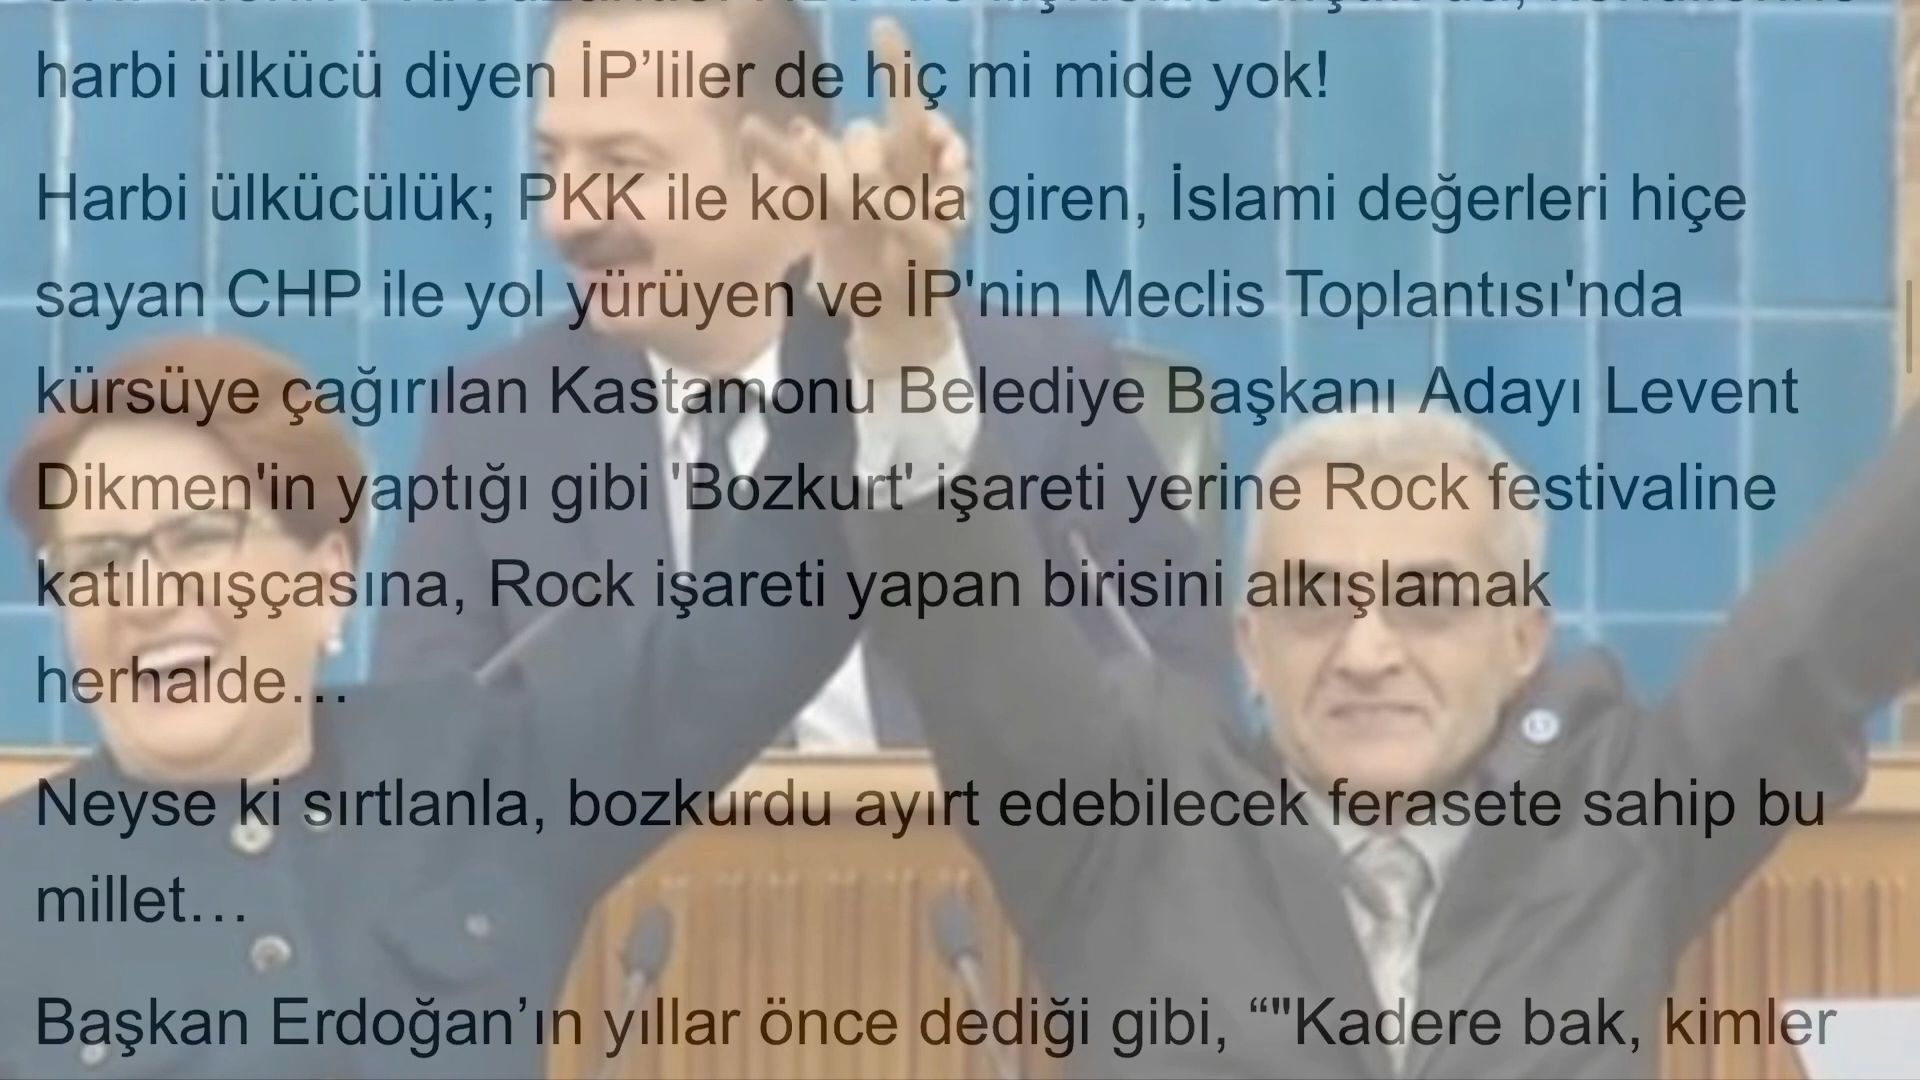 harbi ülkücü diyen İP’liler de hiç mi mide yok!
Harbi ülkücülük; PKK ile kol kola giren, İslami değerleri hiçe
sayan CHP ile yol yürüyen ve İP'nin Meclis Toplantısı'nda
kürsüye çağırılan Kastamonu Belediye Başkanı Adayı Levent
Dikmen'in yaptığı gibi 'Bozkurt' işareti yerine Rock festivaline
katılmışçasına, Rock işareti yapan birisini alkışlamak
herhalde…
Neyse ki sırtlanla, bozkurdu ayırt edebilecek ferasete sahip bu
millet…
Başkan Erdoğan’ın yıllar önce dediği gibi, “"Kadere bak, kimler